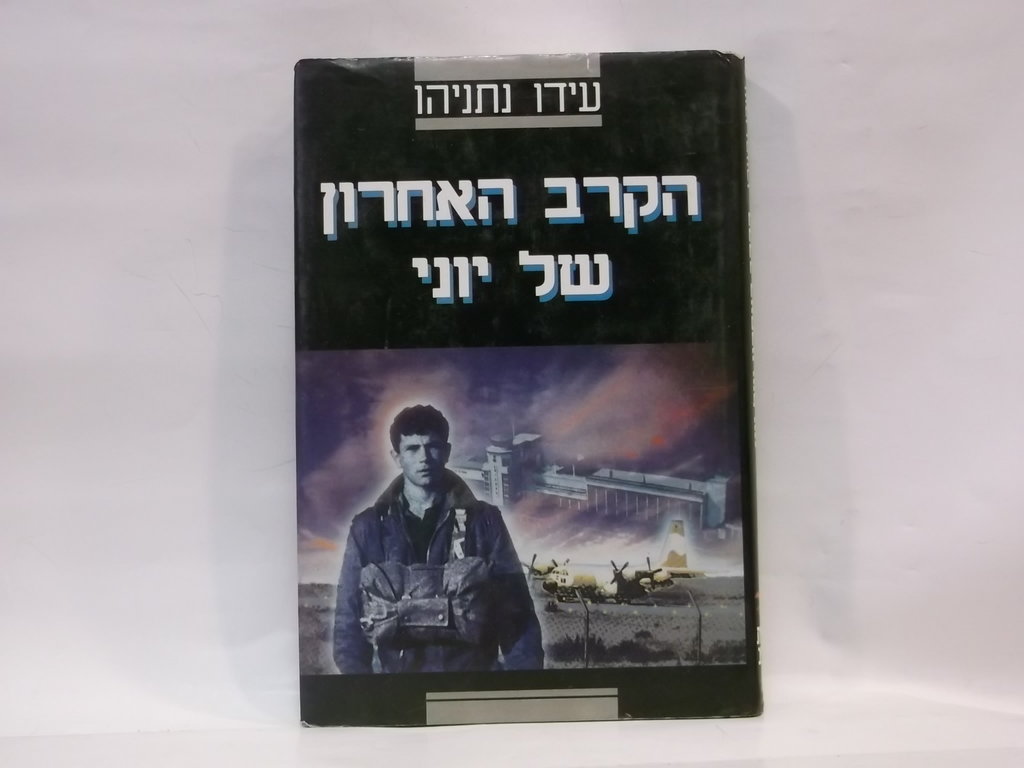 עידו נתניהו
הקרב האחרון
של יוני